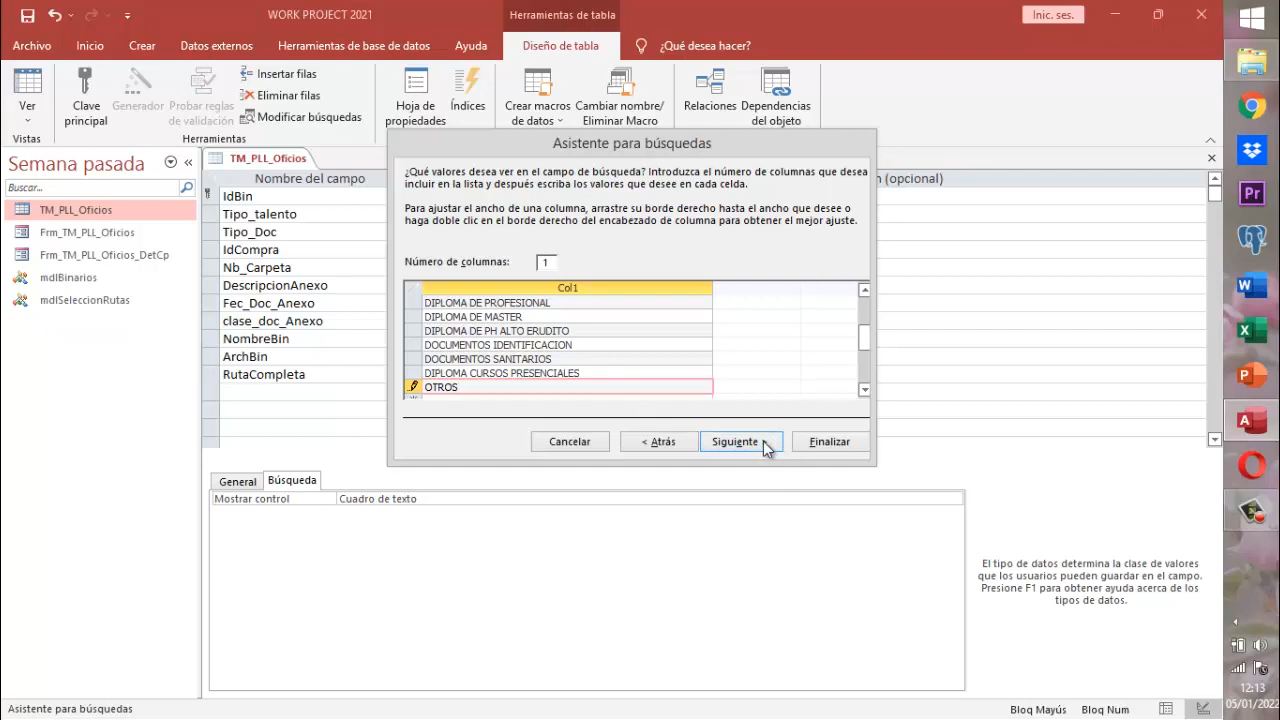 WORK PROJECT 2021
Herramientas de tabla
Inic. ses.
Archivo
Inicio
Crear
Datos externos
Herramientas de base de datos
Ayuda
Diseño de tabla
¿Qué desea hacer?
Ver
Clave principal
Generador
Probar reglas de validación
Insertar filas
Eliminar filas
Modificar búsquedas
Hoja de propiedades
Índices
Crear macros de datos
Cambiar nombre/ Eliminar Macro
Relaciones
Dependencias del objeto
Vistas
Herramientas
Semana pasada
Buscar...
TM_PLL_Oficios
Frm_TM_PLL_Oficios
Frm_TM_PLL_Oficios_DetCp
mdlBinarios
mdlSeleccionRutas
TM_PLL_Oficios
Nombre del campo
(opcional)
IdBin
Tipo_talento
Tipo_Doc
IdCompra
Nb_Carpeta
DescripcionAnexo
Fec_Doc_Anexo
clase_doc_Anexo
NombreBin
ArchBin
RutaCompleta
Asistente para búsquedas
¿Qué valores desea ver en el campo de búsqueda? Introduzca el número de columnas que desea
incluir en la lista y después escriba los valores que desee en cada celda.
Para ajustar el ancho de una columna, arrastre su borde derecho hasta el ancho que desee o
haga doble clic en el borde derecho del encabezado de columna para obtener el mejor ajuste.
Número de columnas: 1
Col1
DIPLOMA DE PROFESIONAL
DIPLOMA DE MASTER
DIPLOMA DE PH ALTO ERUDITO
DOCUMENTOS IDENTIFICACION
DOCUMENTOS SANITARIOS
DIPLOMA CURSOS PRESENCIALES
OTROS
Cancelar
< Atrás
Siguiente >
Finalizar
General
Búsqueda
Mostrar control
Cuadro de texto
El tipo de datos determina la clase de valores
que los usuarios pueden guardar en el campo.
Presione F1 para obtener ayuda acerca de los
tipos de datos.
Asistente para búsquedas
Bloq Mayús
Bloq Num
12:13
05/01/2022